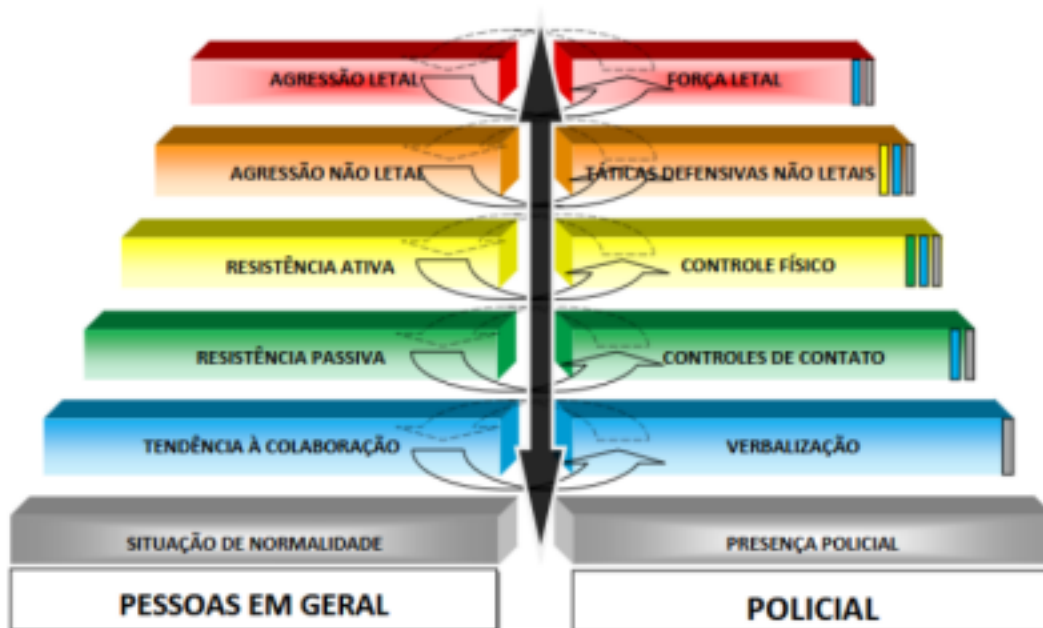 AGRESSÃO LETAL
FORÇA LETAL
AGRESSÃO NÃO LETAL
TÁTICAS DEFENSIVAS NÃO LETAIS
RESISTÊNCIA ATIVA
CONTROLE FÍSICO
RESISTÊNCIA PASSIVA
CONTROLES DE CONTATO
TENDÊNCIA À COLABORAÇÃO
VERBALIZAÇÃO
SITUAÇÃO DE NORMALIDADE
PRESENÇA POLICIAL
PESSOAS EM GERAL
POLICIAL